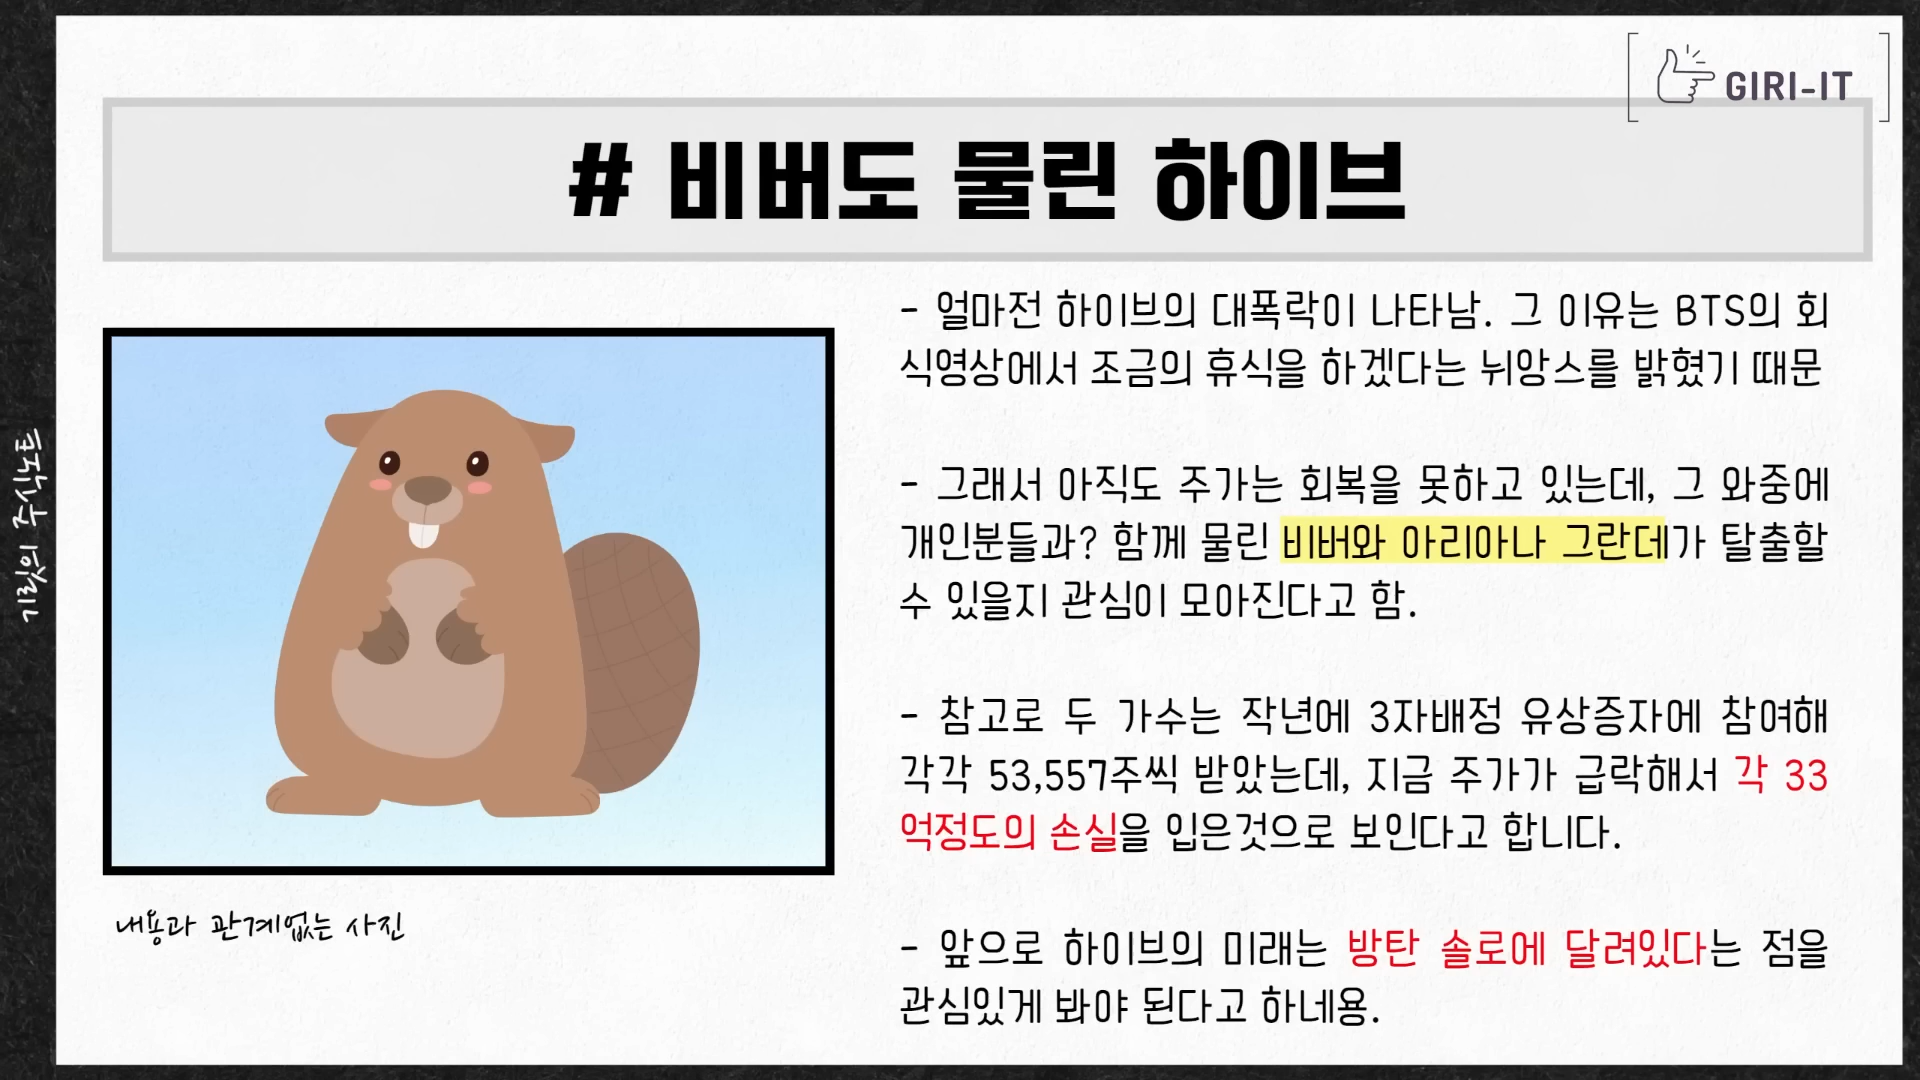 GIRI-IT
# 비버도 물린 하이브
- 얼마전 하이브의 대폭락이 나타남. 그 이유는 BTS의 회
식영상에서 조금의 휴식을 하겠다는 뉘앙스를 밝혔기 때문
- 그래서 아직도 주가는 회복을 못하고 있는데, 그 와중에
개인분들과? 함께 물린 비버와 아리아나 그란데가 탈출할
수 있을지 관심이 모아진다고 함.
- 참고로 두 가수는 작년에 3자배정 유상증자에 참여해
각각 53,557주씩 받았는데, 지금 주가가 급락해서 각 33
억정도의 손실을 입은것으로 보인다고 합니다.
- 앞으로 하이브의 미래는 방탄 솔로에 달려있다는 점을
관심있게 봐야 된다고 하네용.
내용과 관계없는 사진
기릿의 주식노트